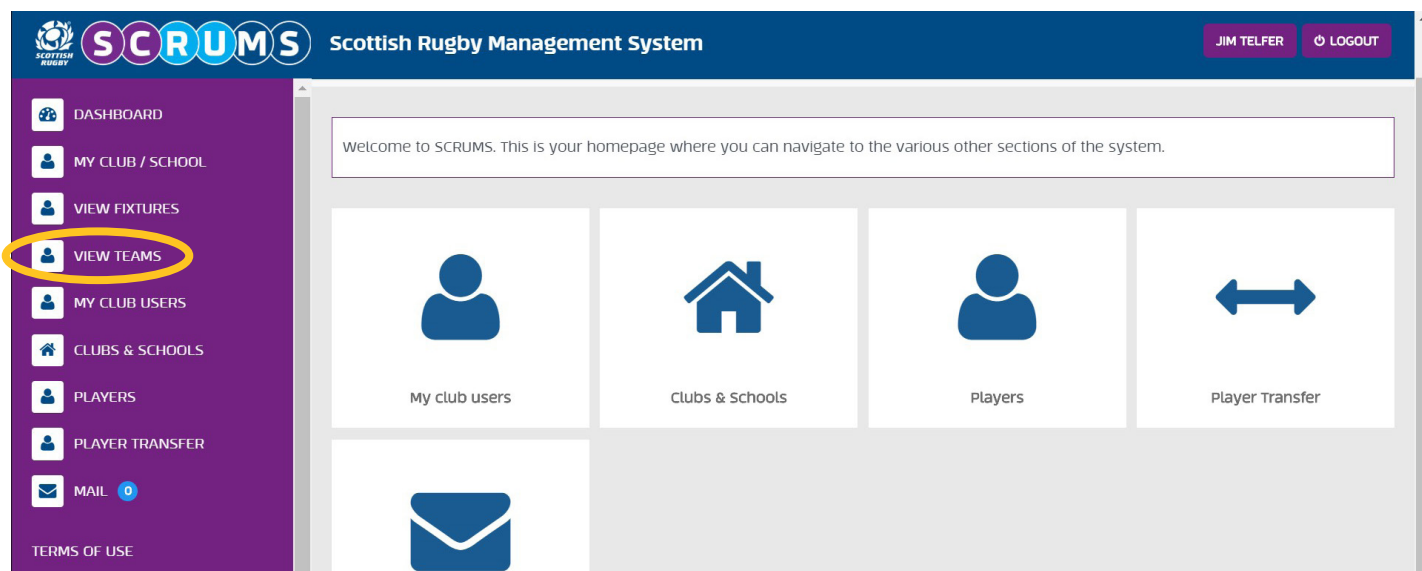 SCOTTISH
RUGBY
SCRUMS
Scottish Rugby Management System
JIM TELFER
LOGOUT
DASHBOARD
MY CLUB / SCHOOL
VIEW FIXTURES
VIEW TEAMS
MY CLUB USERS
CLUBS & SCHOOLS
PLAYERS
PLAYER TRANSFER
MAIL 0
TERMS OF USE
Welcome to SCRUMS. This is your homepage where you can navigate to the various other sections of the system.
My club users
Clubs & Schools
Players
Player Transfer